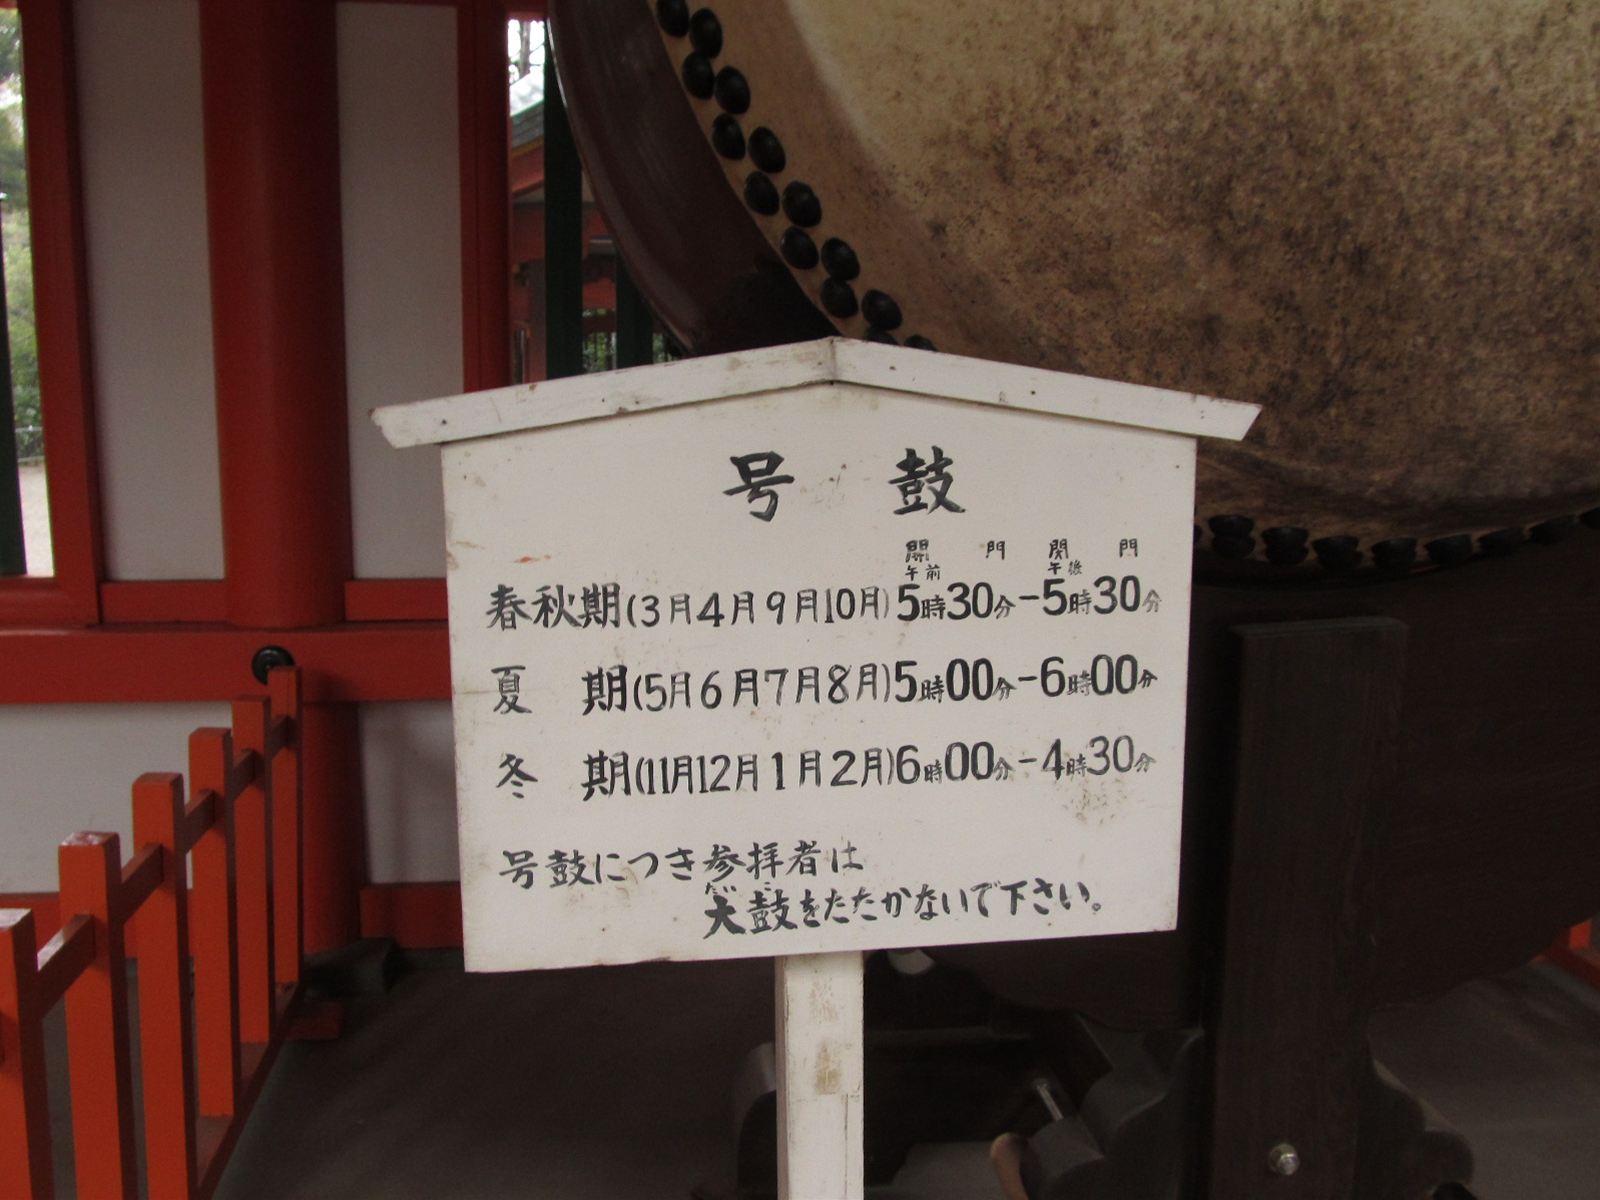 号鼓
開門 閉門
午前 午後
春秋期(3月4月9月10月)5時30分-5時30分
夏期(5月6月7月8月)5時00分-6時00分
冬期(11月12月1月2月)6時00分-4時30分
号鼓につき参拝者は
大鼓をたたかないで下さい。